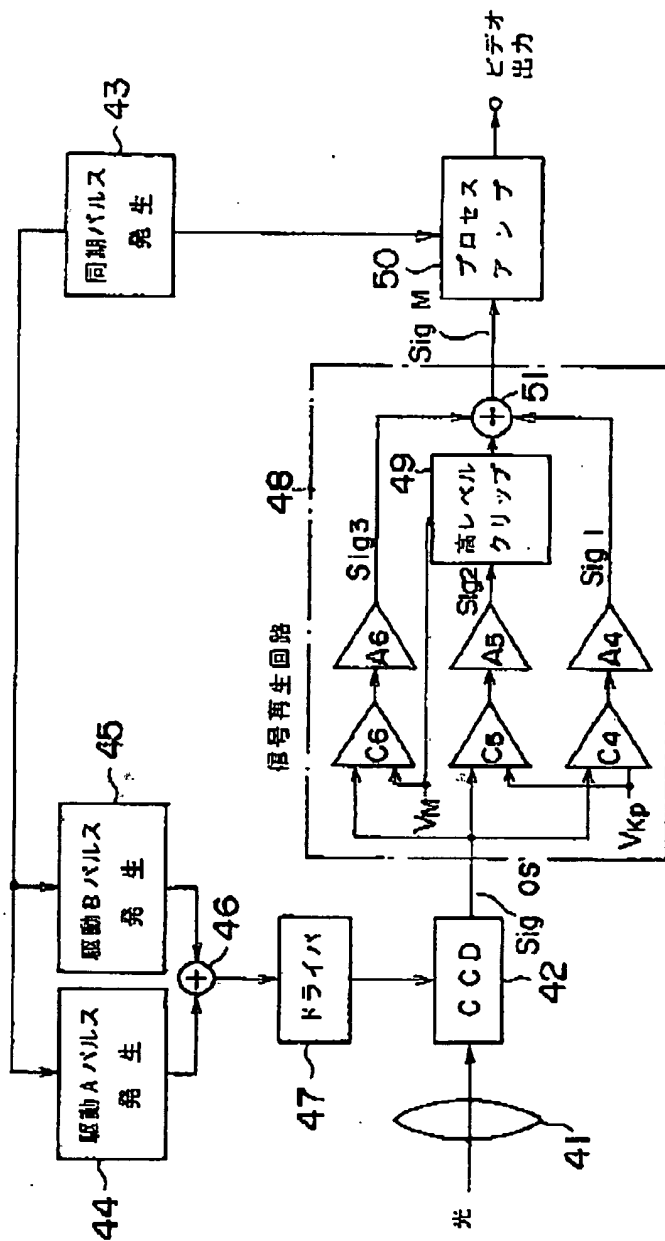 44
駆動Aパルス
発生
45
駆動Bパルス
発生
同期パルス
発生
43
46
ドライバ
47
光
41
CCD
42
Sig OS'
信号再生回路
48
VM
VKp
C6
C5
C4
A6
A5
A4
Sig3
Sig2
Sig1
高レベル
クリップ
49
51
Sig M
プロセス
アンプ
50
ビデオ
出力